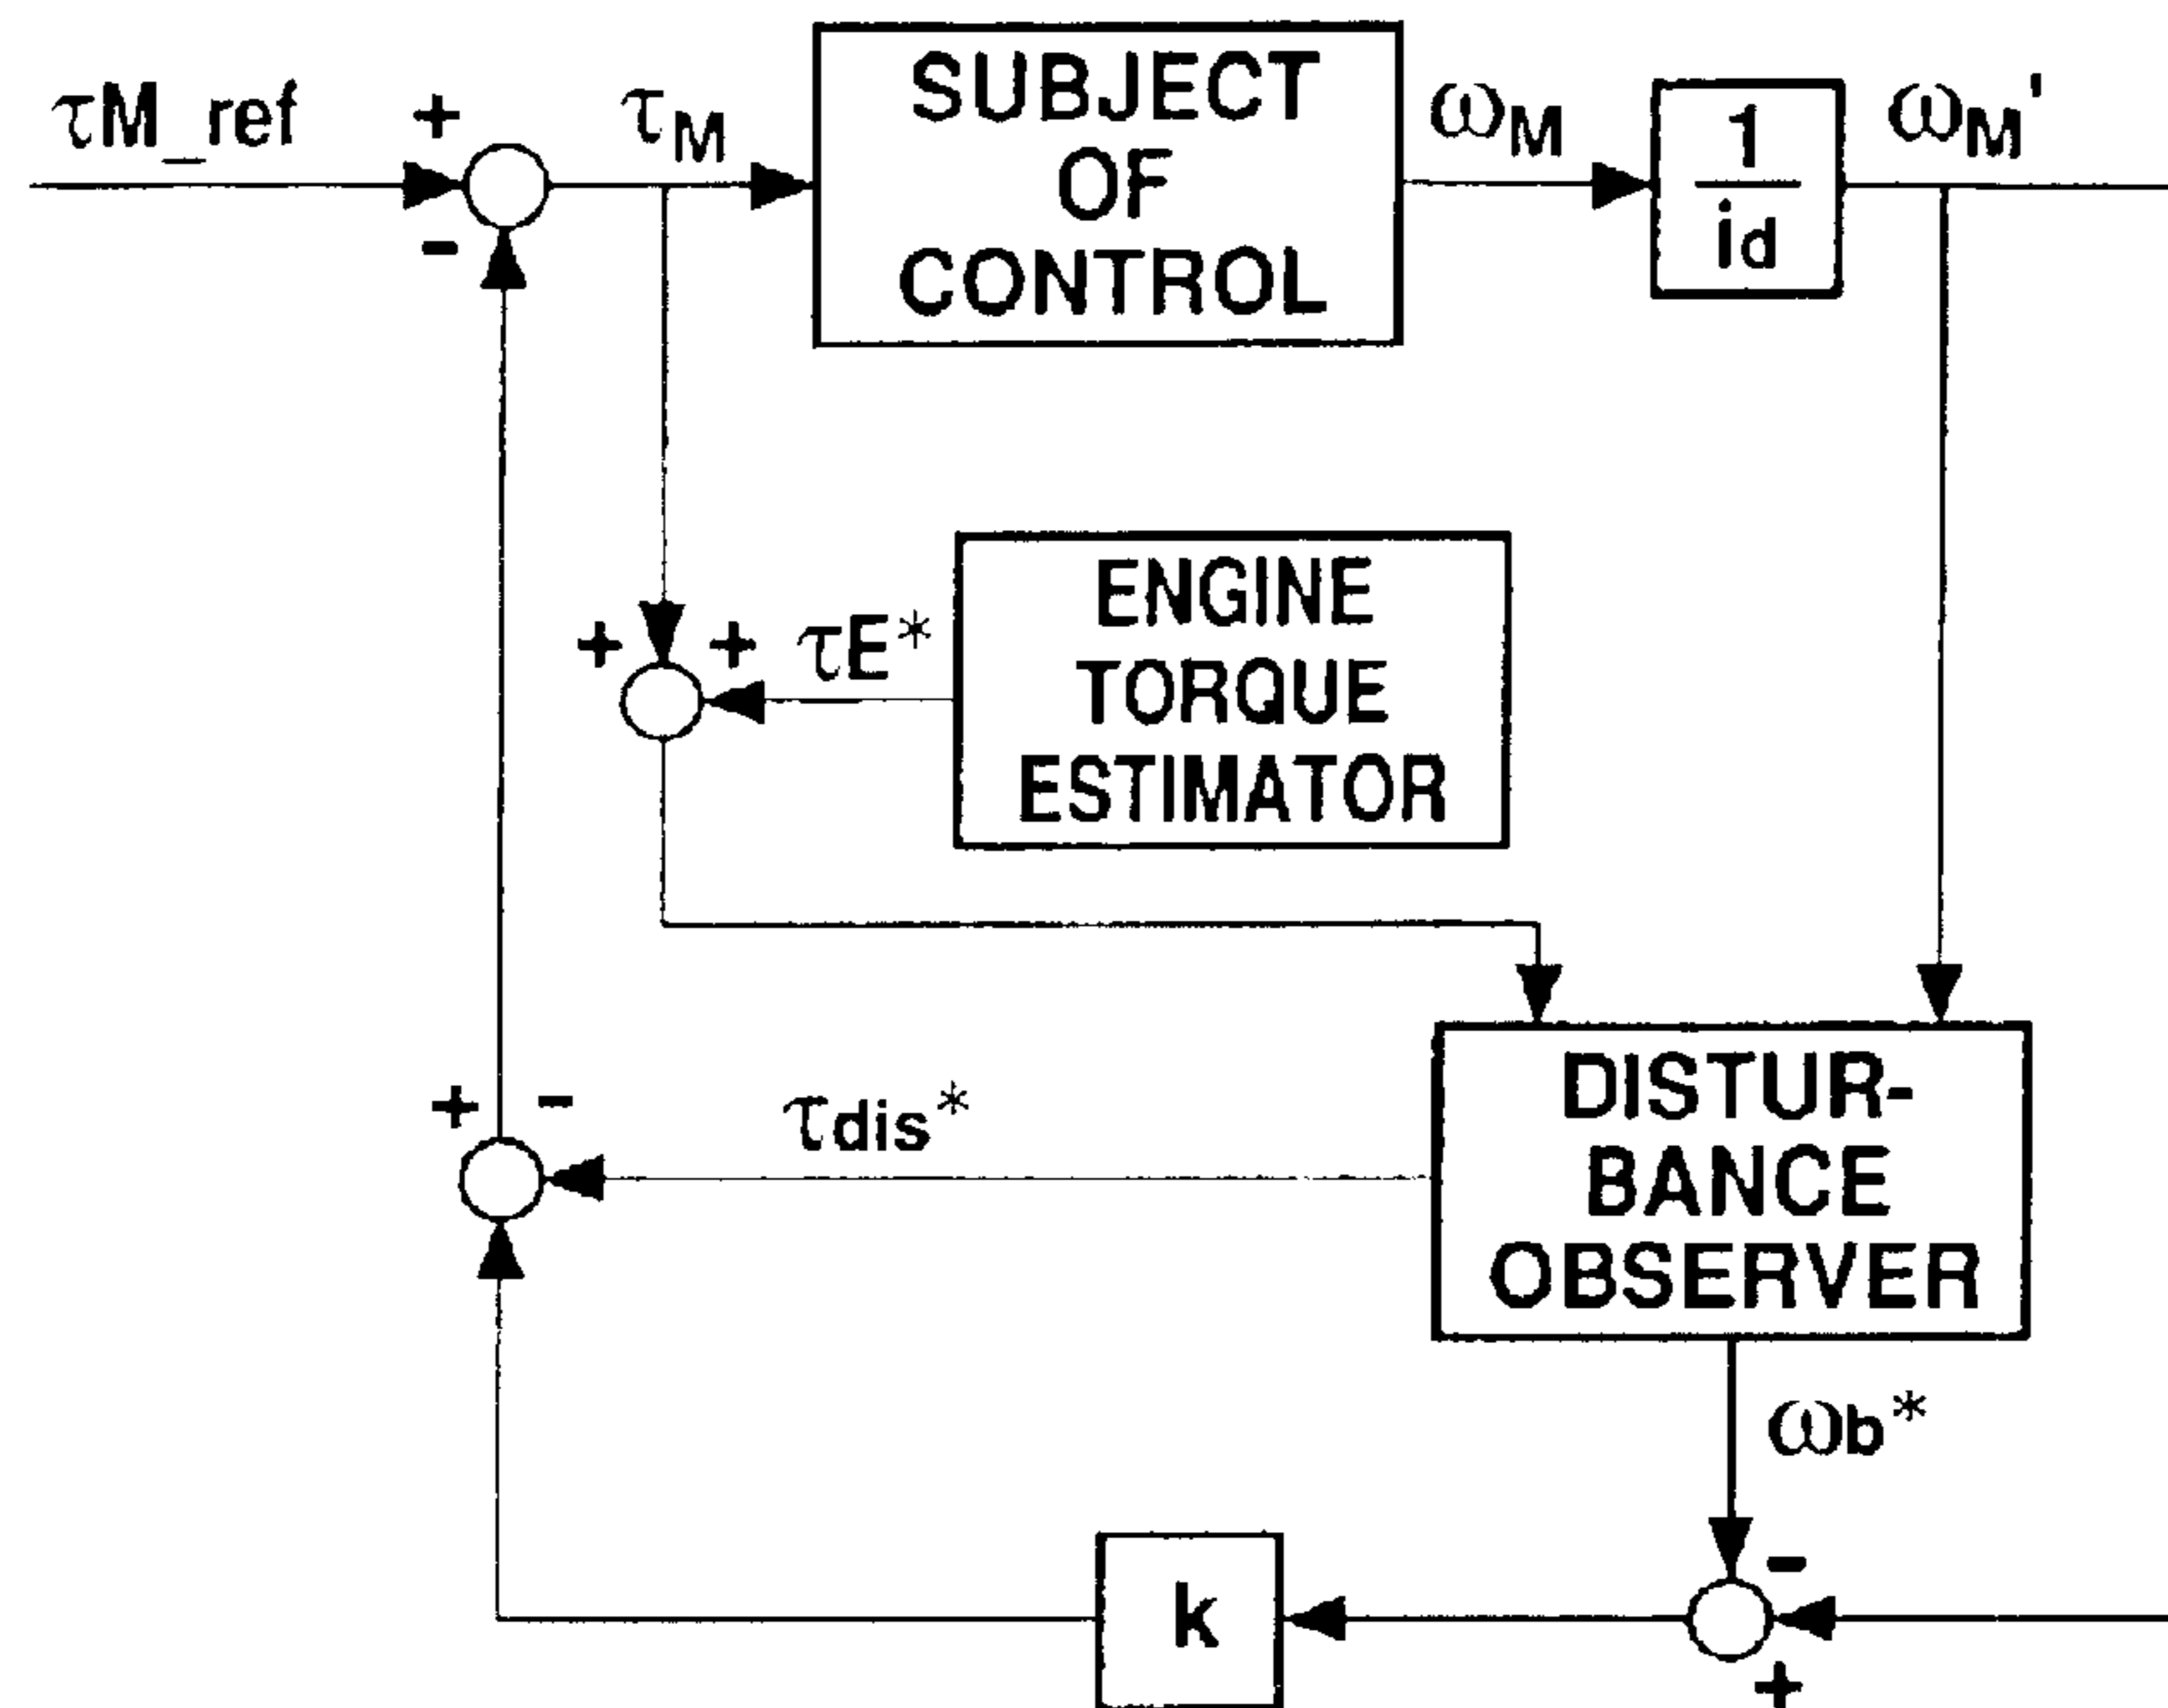 τM_ref
+
-
τM
SUBJECT
OF
CONTROL
ωM
1
id
ωM'
+
+
τE*
ENGINE
TORQUE
ESTIMATOR
+
-
τdis*
DISTUR-
BANCE
OBSERVER
ωb*
-
+
k